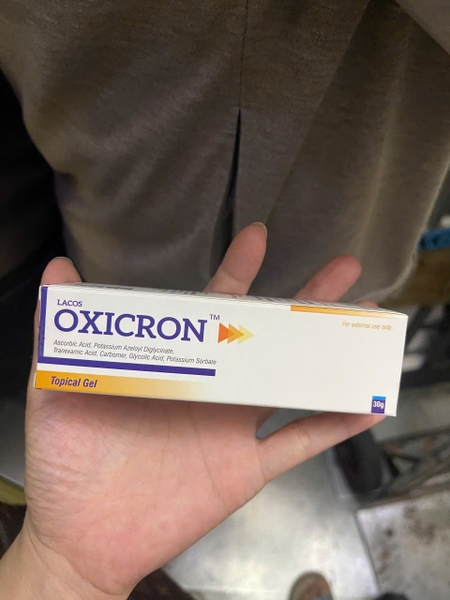 LACOS
OXICRON™
For external use only
Ascorbic Acid, Potassium Azeloyl Diglycinate,
Tranexamic Acid, Carbomer, Glycolic Acid, Potassium Sorbate
Topical Gel
30g